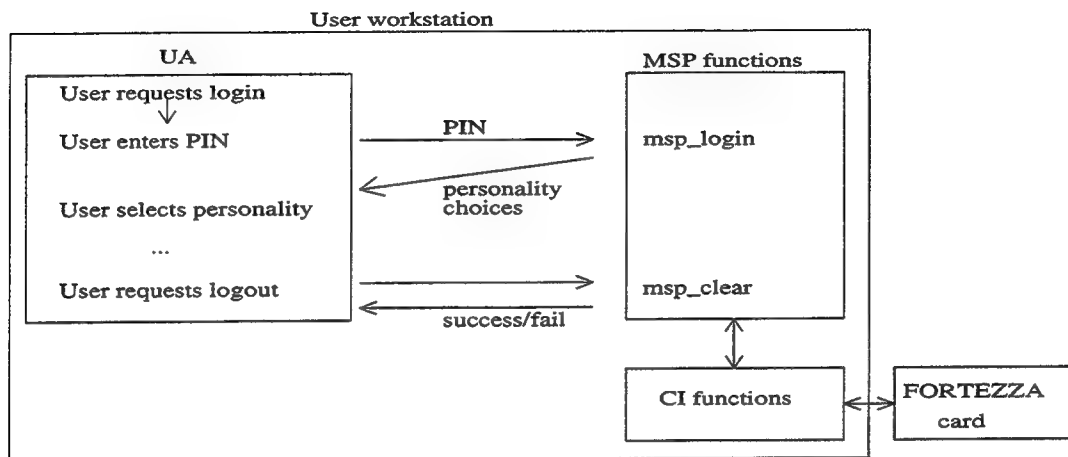 User workstation
UA
MSP functions
User requests login
User enters PIN
PIN
msp_login
personality
choices
User selects personality
...
User requests logout
msp_clear
success/fail
CI functions
FORTEZZA
card